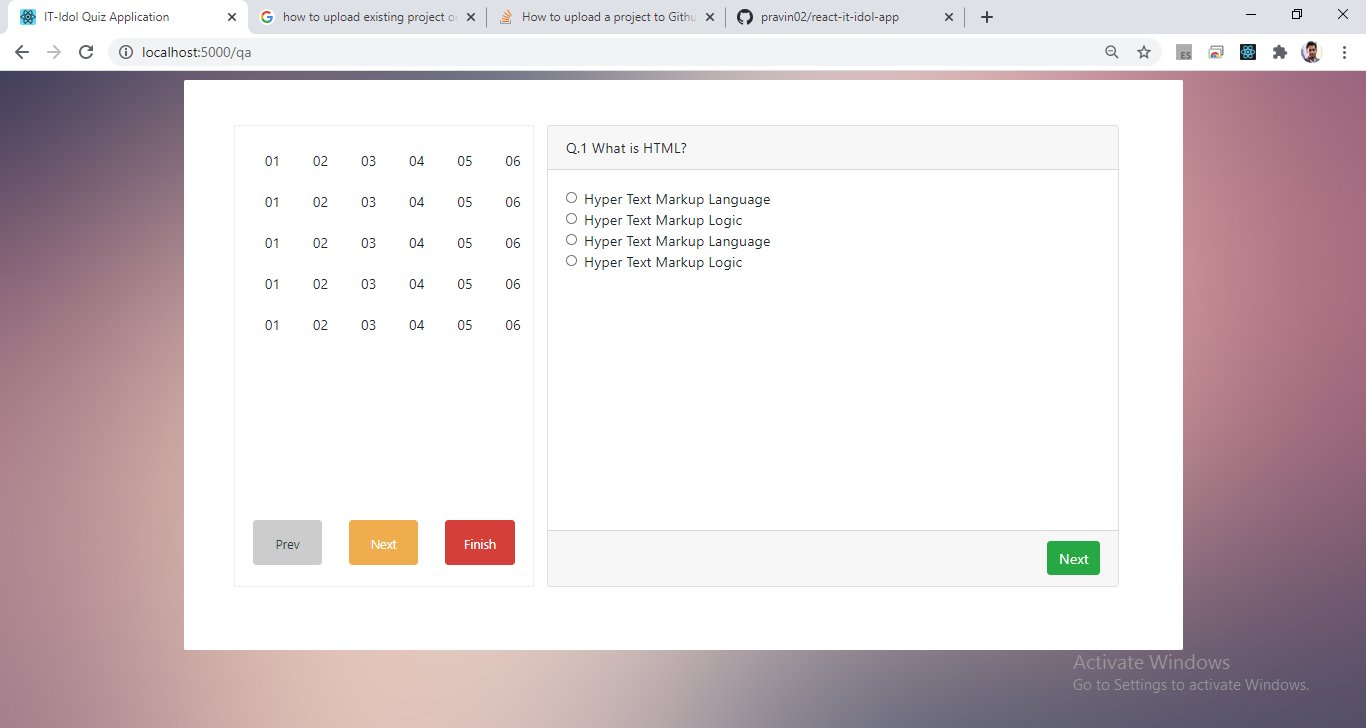 IT-Idol Quiz Application
how to upload existing project o
How to upload a project to Githu
pravin02/react-it-idol-app
localhost:5000/qa
ES
01 02 03 04 05 06
01 02 03 04 05 06
01 02 03 04 05 06
01 02 03 04 05 06
01 02 03 04 05 06
Prev Next Finish
Q.1 What is HTML?
Hyper Text Markup Language
Hyper Text Markup Logic
Hyper Text Markup Language
Hyper Text Markup Logic
Next
Activate Windows
Go to Settings to activate Windows.